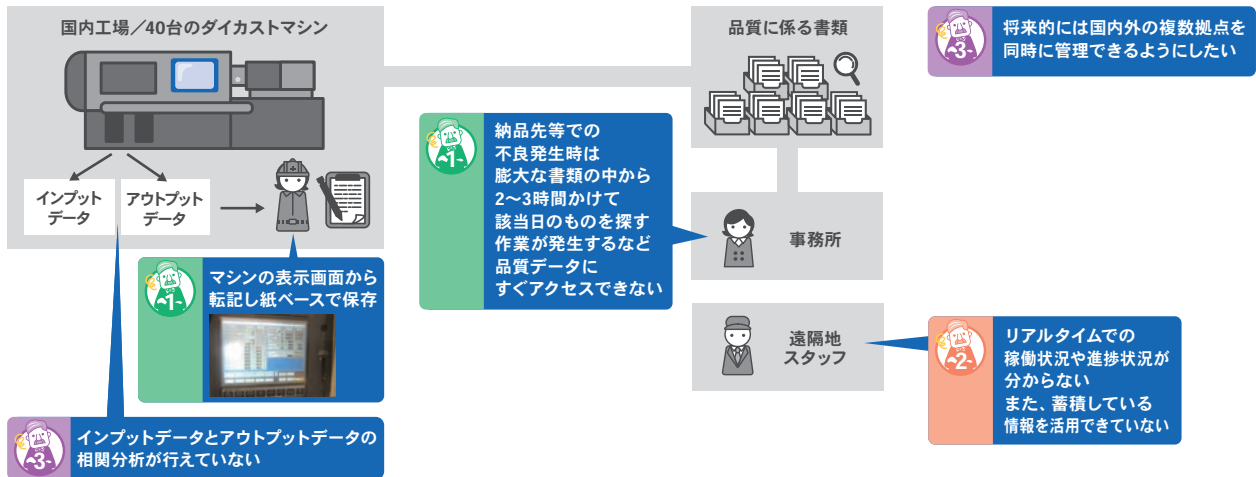 国内工場/40台のダイカストマシン
インプット
データ
アウトプット
データ
~1~
マシンの表示画面から
転記し紙ベースで保存
~3~
インプットデータとアウトプットデータの
相関分析が行えていない
品質に係る書類
~1~
納品先等での
不良発生時は
膨大な書類の中から
2〜3時間かけて
該当日のものを探す
作業が発生するなど
品質データに
すぐアクセスできない
事務所
遠隔地
スタッフ
~3~
将来的には国内外の複数拠点を
同時に管理できるようにしたい
~2~
リアルタイムでの
稼働状況や進捗状況が
分からない
また、蓄積している
情報を活用できていない